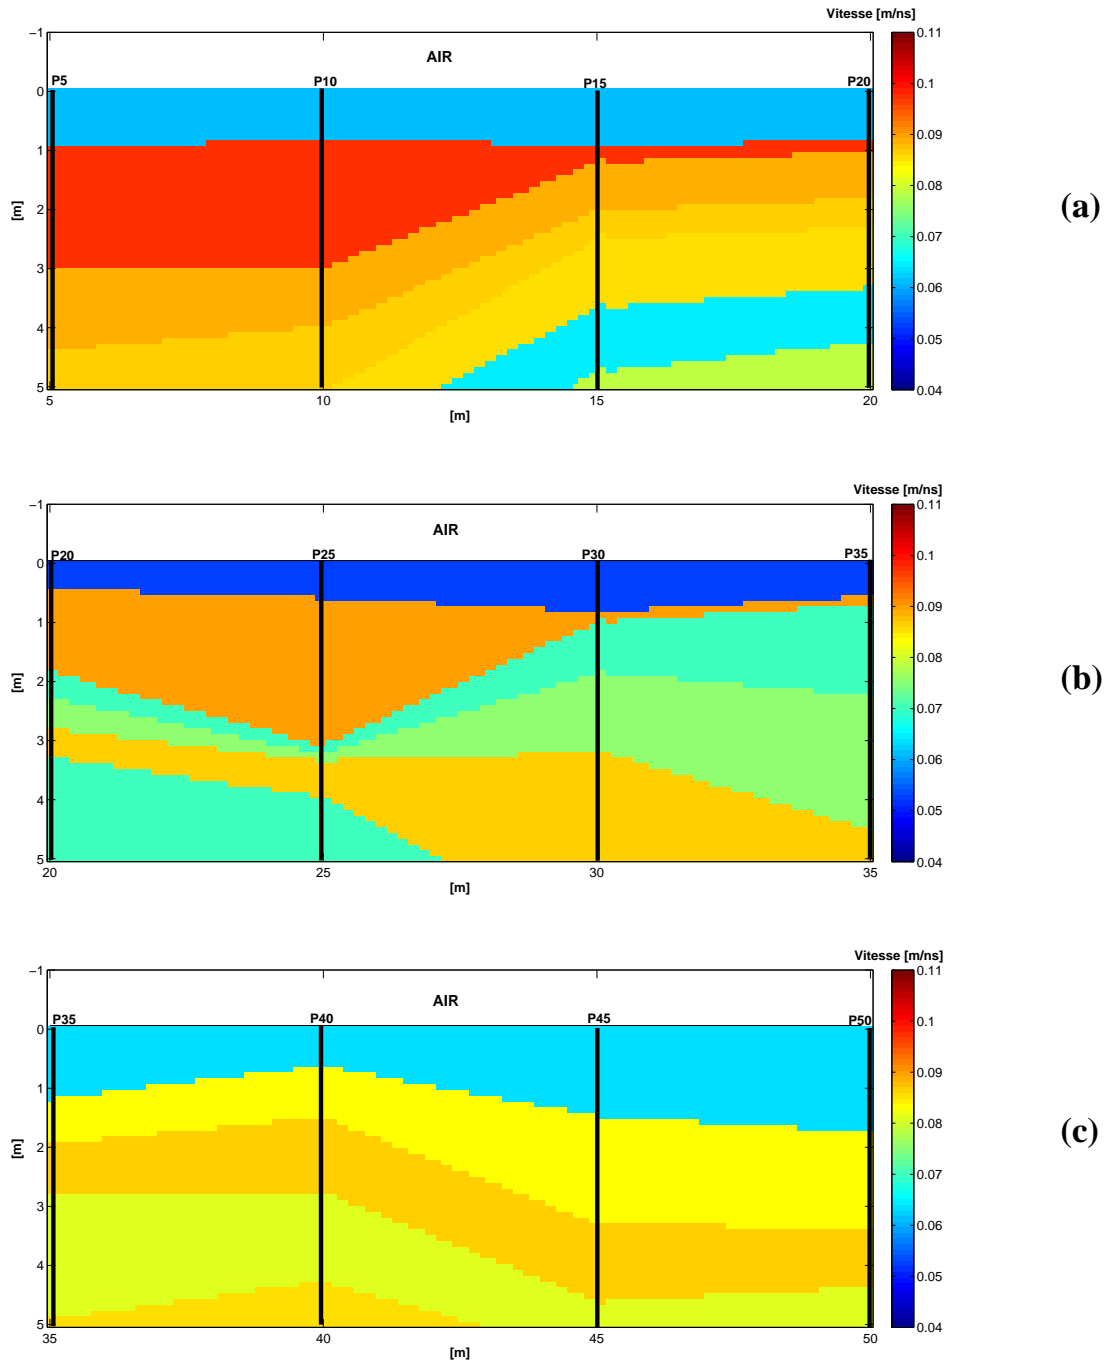 Vitesse [m/ns]
−1 0.11
AIR
0.1
P5 P10 P15 P20
0 0.09
1
0.08
[m] 2 (a)
0.07
3
0.06
4
0.05
5 0.04
5 10 15 20
[m]
Vitesse [m/ns]
−1 0.11
AIR
0.1
P20 P25 P30 P35
0 0.09
1
0.08
[m] 2 (b)
0.07
3
0.06
4
0.05
5 0.04
20 25 30 35
[m]
Vitesse [m/ns]
−1 0.11
AIR
0.1
P35 P40 P45 P50
0 0.09
1
0.08
[m] 2 (c)
0.07
3
0.06
4
0.05
5 0.04
35 40 45 50
[m]